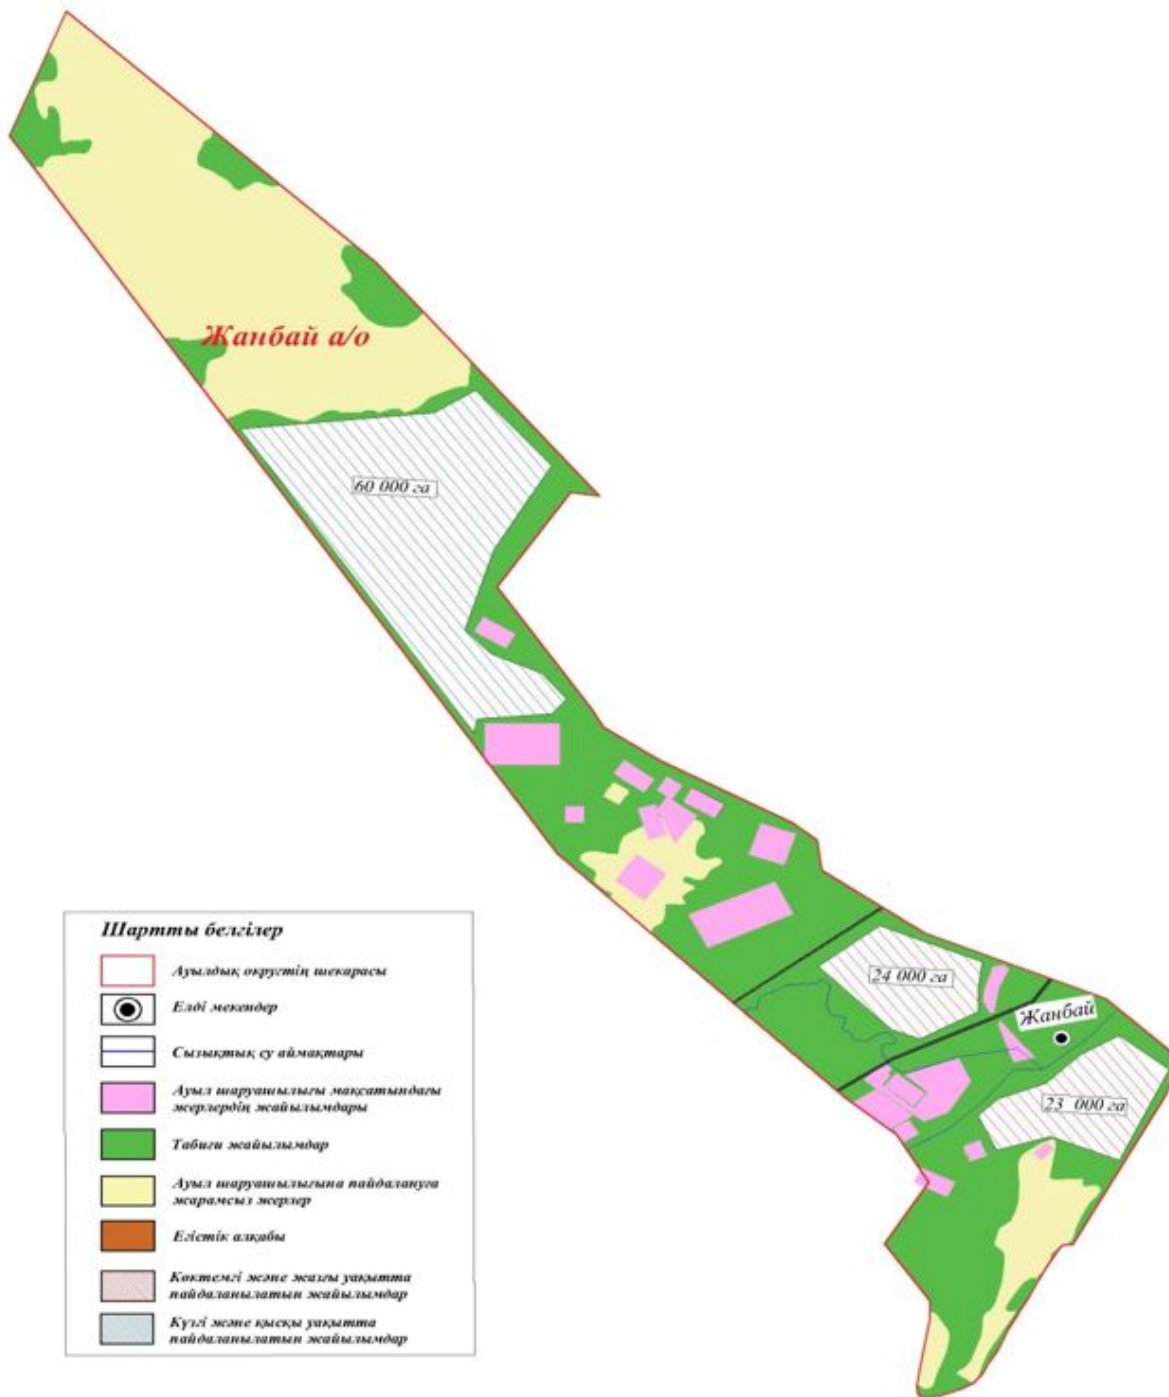 Жанбай а/о
60 000 га
24 000 га
Жанбай
23 000 га
Шартты белгілер
Ауылдық округтің шекарасы
Елді мекендер
Сызықтық су аймақтары
Ауыл шаруашылығы мақсатындағы
жерлердің жайылымдары
Табиғи жайылымдар
Ауыл шаруашылығына пайдалануға
жарамсыз жерлер
Егістік алқабы
Көктемгі және жазғы уақытта
пайдаланылатын жайылымдар
Күзгі және қысқы уақытта
пайдаланылатын жайылымдар